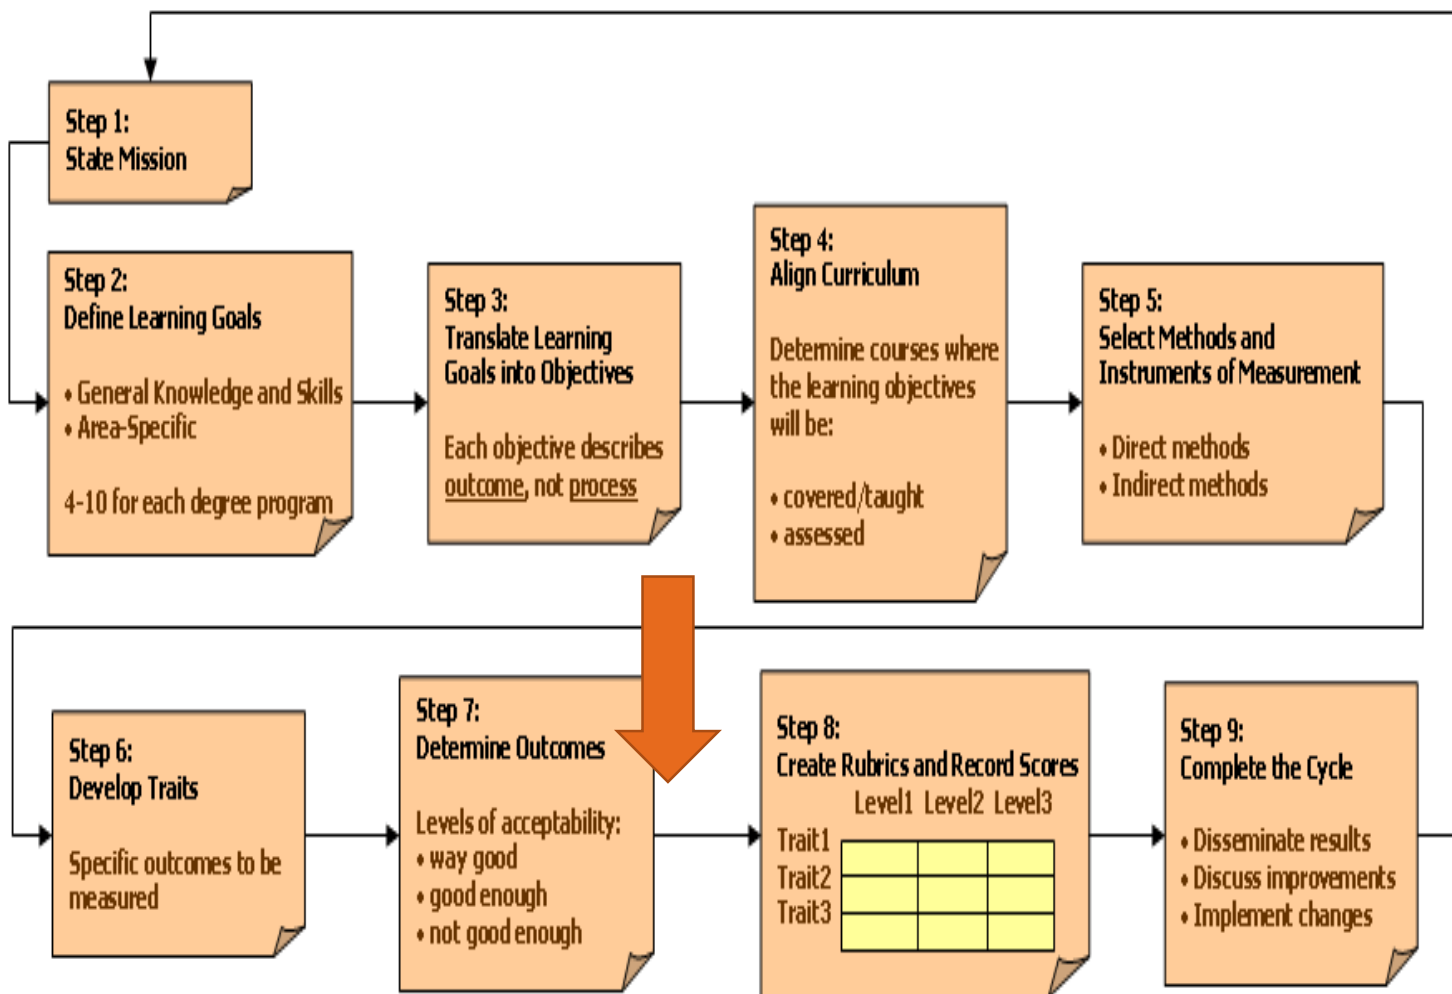 Step 1:
State Mission
Step 2:
Define Learning Goals
• General Knowledge and Skills
• Area-Specific
4-10 for each degree program
Step 3:
Translate Learning
Goals into Objectives
Each objective describes
outcome, not process
Step 4:
Align Curriculum
Determine courses where
the learning objectives
will be:
• covered/taught
• assessed
Step 5:
Select Methods and
Instruments of Measurement
• Direct methods
• Indirect methods
Step 6:
Develop Traits
Specific outcomes to be
measured
Step 7:
Determine Outcomes
Levels of acceptability:
• way good
• good enough
• not good enough
Step 8:
Create Rubrics and Record Scores
Level1 Level2 Level3
Trait1
Trait2
Trait3
Step 9:
Complete the Cycle
• Disseminate results
• Discuss improvements
• Implement changes